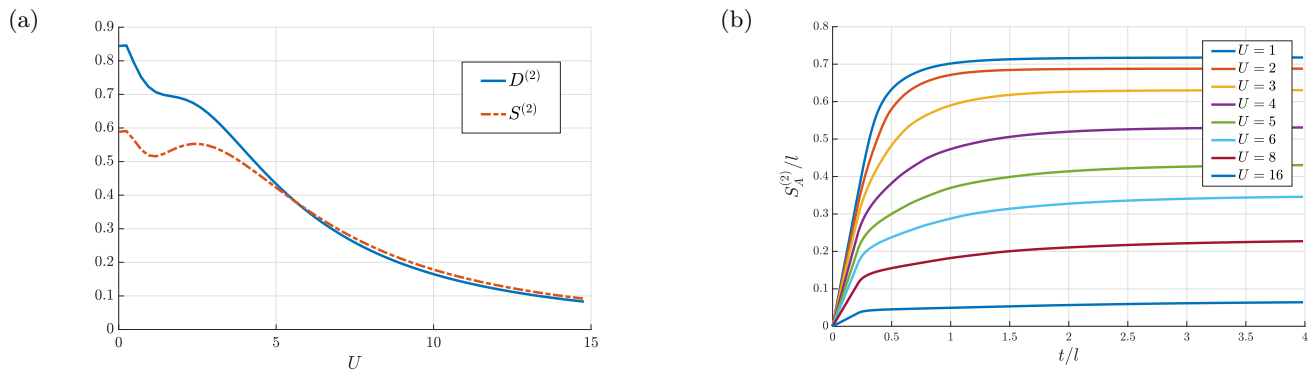 (a)
0.9
0.8
0.7
0.6
0.5
0.4
0.3
0.2
0.1
0
0 5 10 15
U
D^{(2)}
S^{(2)}
(b)
0.8
0.7
0.6
0.5
0.4
0.3
0.2
0.1
0
0 0.5 1 1.5 2 2.5 3 3.5 4
S_A^{(2)}/l
t/l
U = 1
U = 2
U = 3
U = 4
U = 5
U = 6
U = 8
U = 16